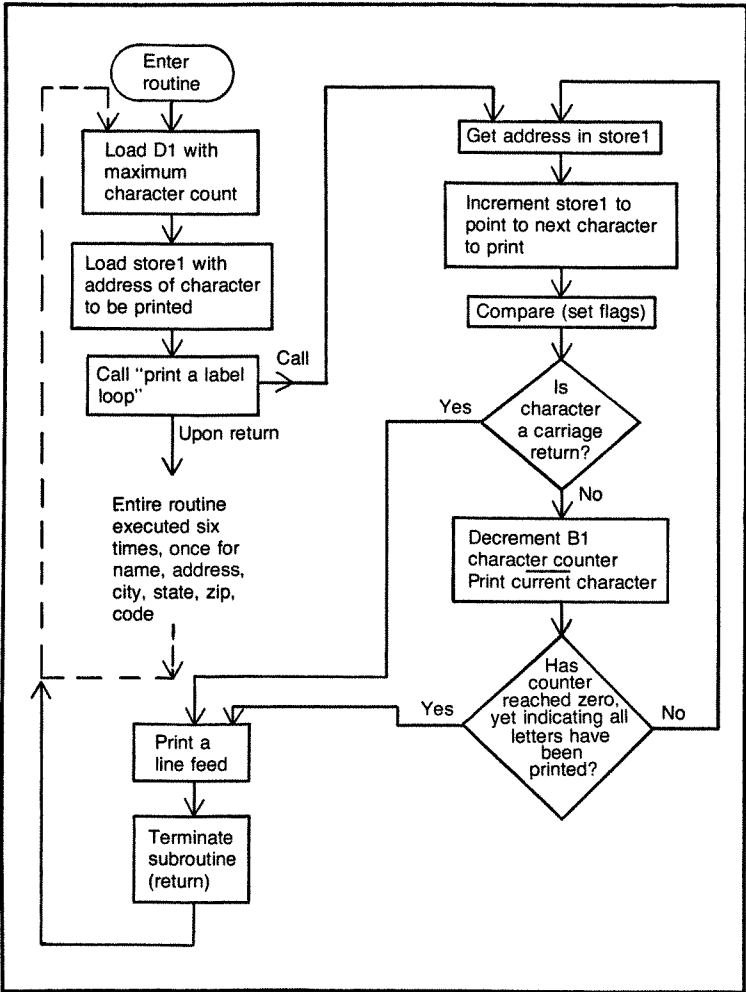 Enter
routine
Load D1 with
maximum
character count
Load store1 with
address of character
to be printed
Call "print a label
loop"
Call
Upon return
Entire routine
executed six
times, once for
name, address,
city, state, zip,
code
Get address in store1
Increment store1 to
point to next character
to print
Compare (set flags)
Is
character
a carriage
return?
Yes
No
Decrement B1
character counter
Print current character
Has
counter
reached zero,
yet indicating all
letters have
been
printed?
Yes
No
Print a
line feed
Terminate
subroutine
(return)